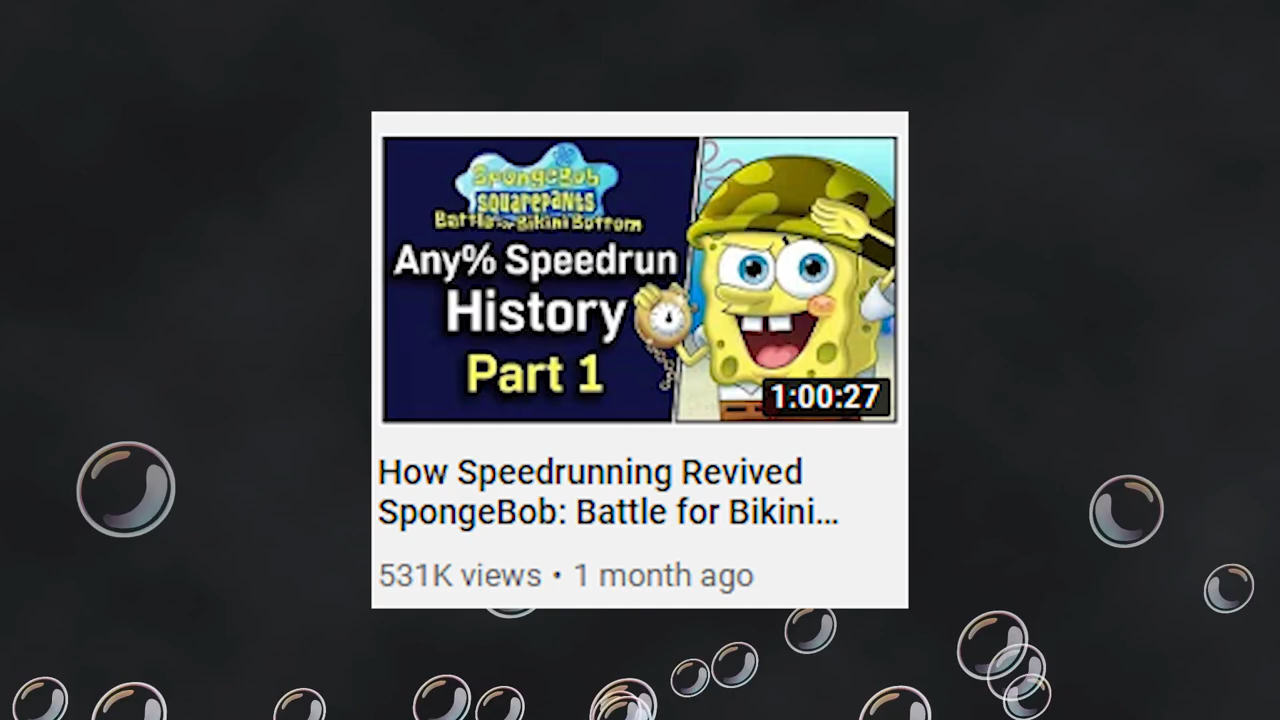 SpongeBob
SQUAREPANTS
Battle for Bikini Bottom
Any% Speedrun
History
Part 1
1:00:27
How Speedrunning Revived
SpongeBob: Battle for Bikini...
531K views • 1 month ago